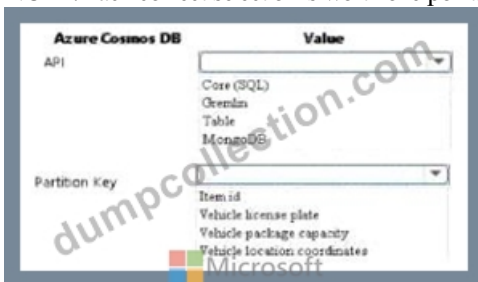 Azure Cosmos DB Value
API
Core (SQL)
Gremlin
Table
MongoDB
Partition Key
Item id
Vehicle license plate
Vehicle package capacity
Vehicle location coordinates
dumpcollection.com
Microsoft